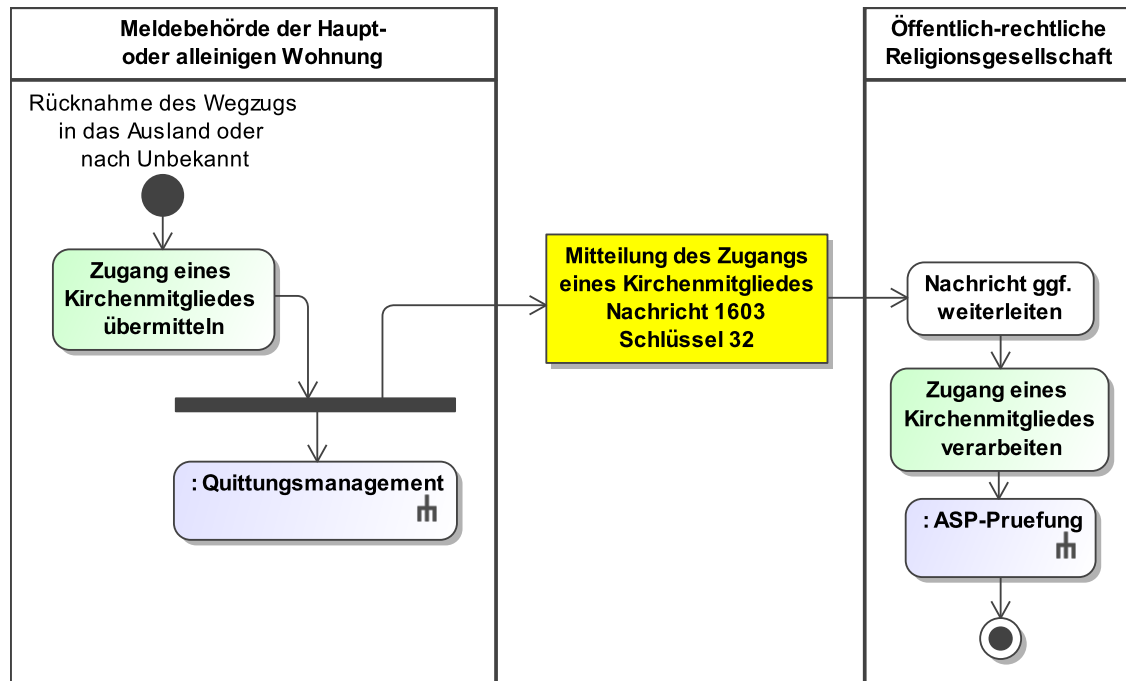 Meldebehörde der Haupt-
oder alleinigen Wohnung
Öffentlich-rechtliche
Religionsgesellschaft
Rücknahme des Wegzugs
in das Ausland oder
nach Unbekannt
Zugang eines
Kirchenmitgliedes
übermitteln
: Quittungsmanagement
Mitteilung des Zugangs
eines Kirchenmitgliedes
Nachricht 1603
Schlüssel 32
Nachricht ggf.
weiterleiten
Zugang eines
Kirchenmitgliedes
verarbeiten
: ASP-Pruefung